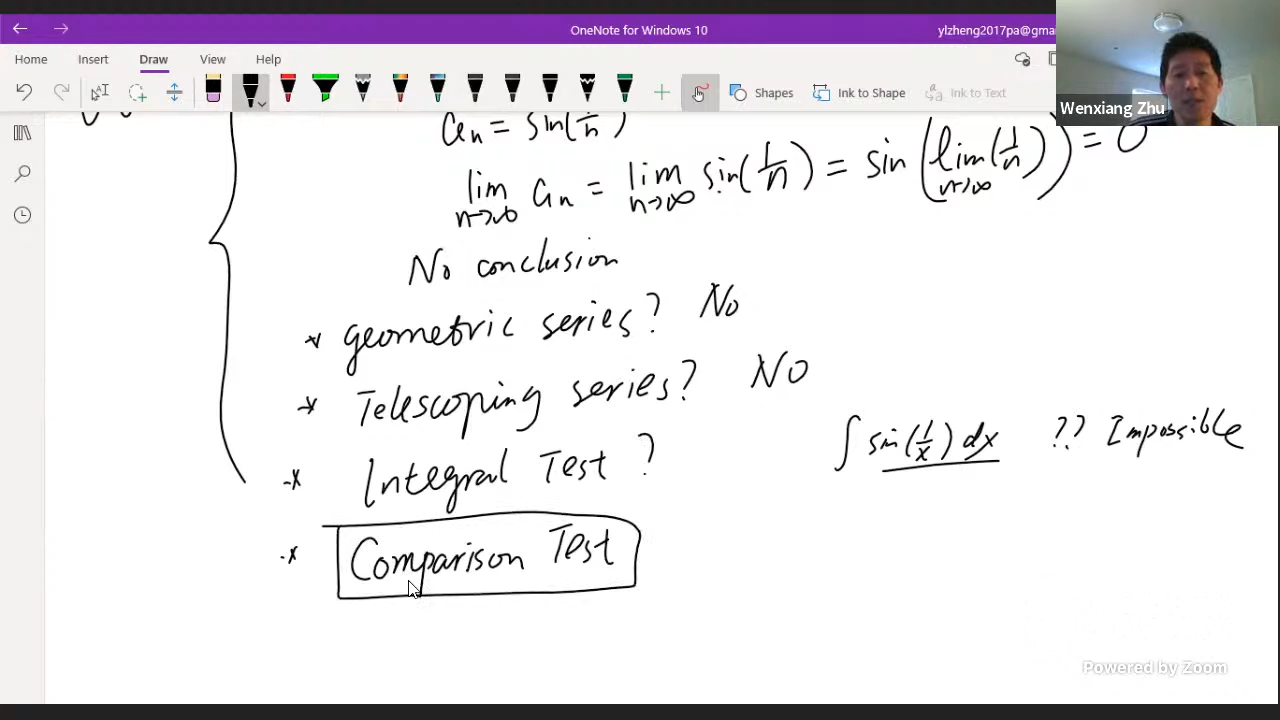 OneNote for Windows 10
ylzheng2017pa@gma
Home Insert Draw View Help
Shapes Ink to Shape Ink to Text
Wenxiang Zhu
an = sin(1/n)
lim n→∞ an = lim n→∞ sin(1/n) = sin(lim n→∞ (1/n)) = 0
No conclusion
* geometric series? No
* Telescoping series? NO
* Integral Test?
∫ sin(1/x) dx ?? Impossible
* Comparison Test
Powered by Zoom